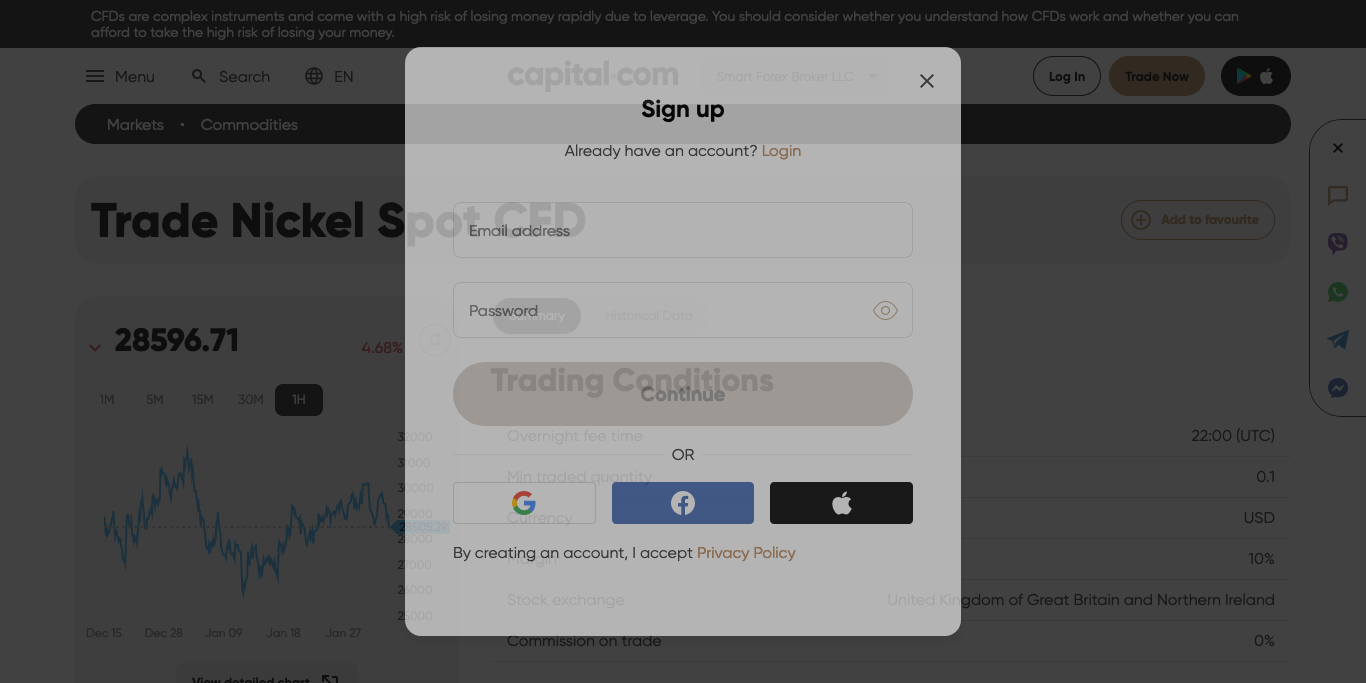 CFDs are complex instruments and come with a high risk of losing money rapidly due to leverage. You should consider whether you understand how CFDs work and whether you can
afford to take the high risk of losing your money.
Menu
Search
EN
capital.com
Smart Forex Broker LLC
Log In
Trade Now
Markets • Commodities
Sign up
Already have an account? Login
Trade Nickel Spot CFD
Add to favourite
Email address
Password
Summary
Historical Data
28596.71
4.68%
1M
5M
15M
30M
1H
Trading Conditions
Continue
Overnight fee time
22:00 (UTC)
OR
Min traded quantity
0.1
Currency
USD
Margin
10%
By creating an account, I accept Privacy Policy
Stock exchange
United Kingdom of Great Britain and Northern Ireland
Commission on trade
0%
32000
31000
30000
29000
28505.29
28000
27000
26000
25000
Dec 15
Dec 28
Jan 09
Jan 18
Jan 27
View detailed chart